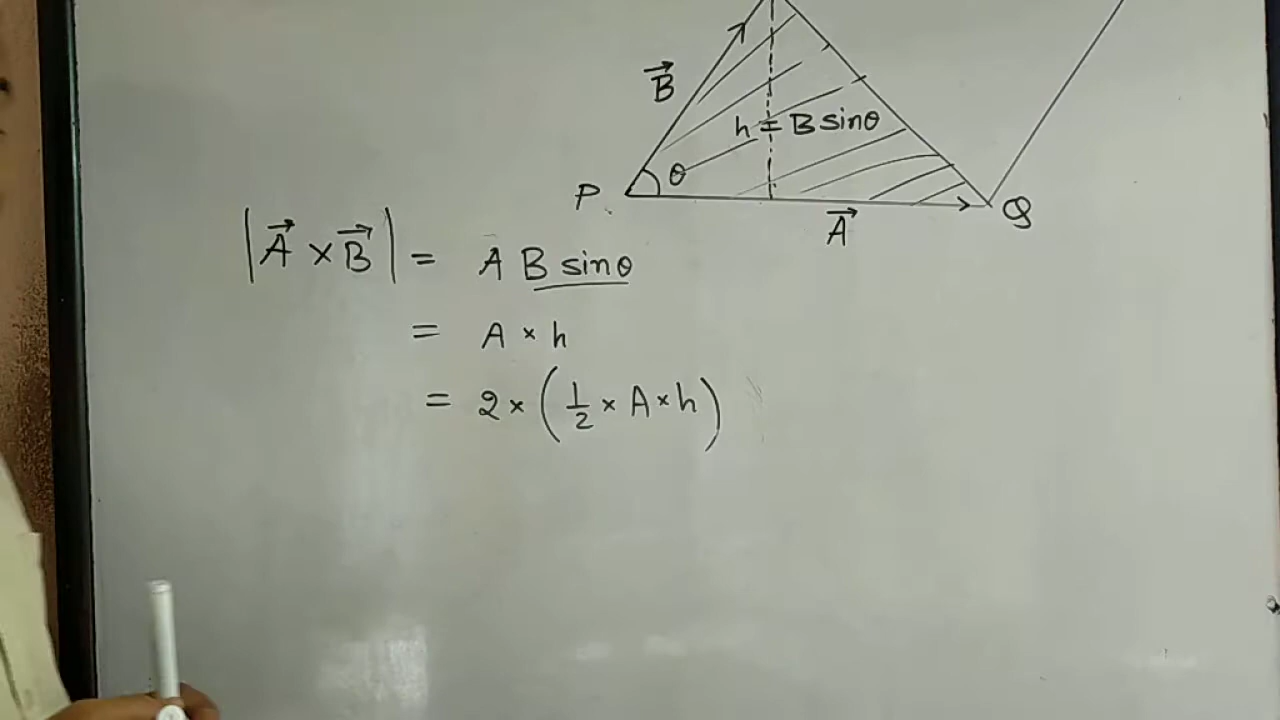 B⃗
h = B sinθ
θ
P
A⃗
Q
|A⃗ × B⃗| = A B sinθ
= A × h
= 2 × (1/2 × A × h)